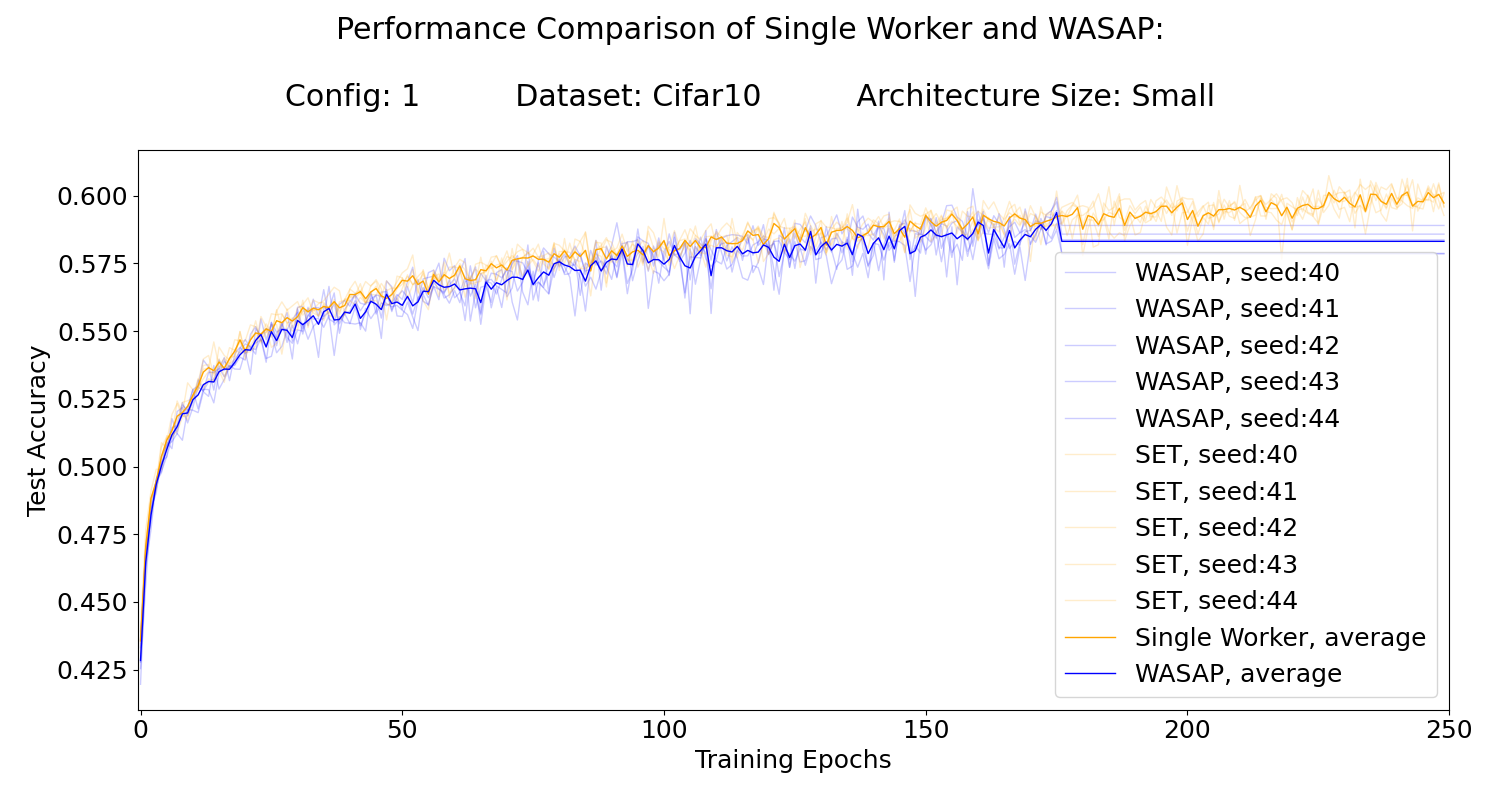 Performance Comparison of Single Worker and WASAP:
Config: 1 Dataset: Cifar10 Architecture Size: Small
0.600
0.575
0.550
0.525
0.500
0.475
0.450
0.425
Test Accuracy
WASAP, seed:40
WASAP, seed:41
WASAP, seed:42
WASAP, seed:43
WASAP, seed:44
SET, seed:40
SET, seed:41
SET, seed:42
SET, seed:43
SET, seed:44
Single Worker, average
WASAP, average
0 50 100 150 200 250
Training Epochs